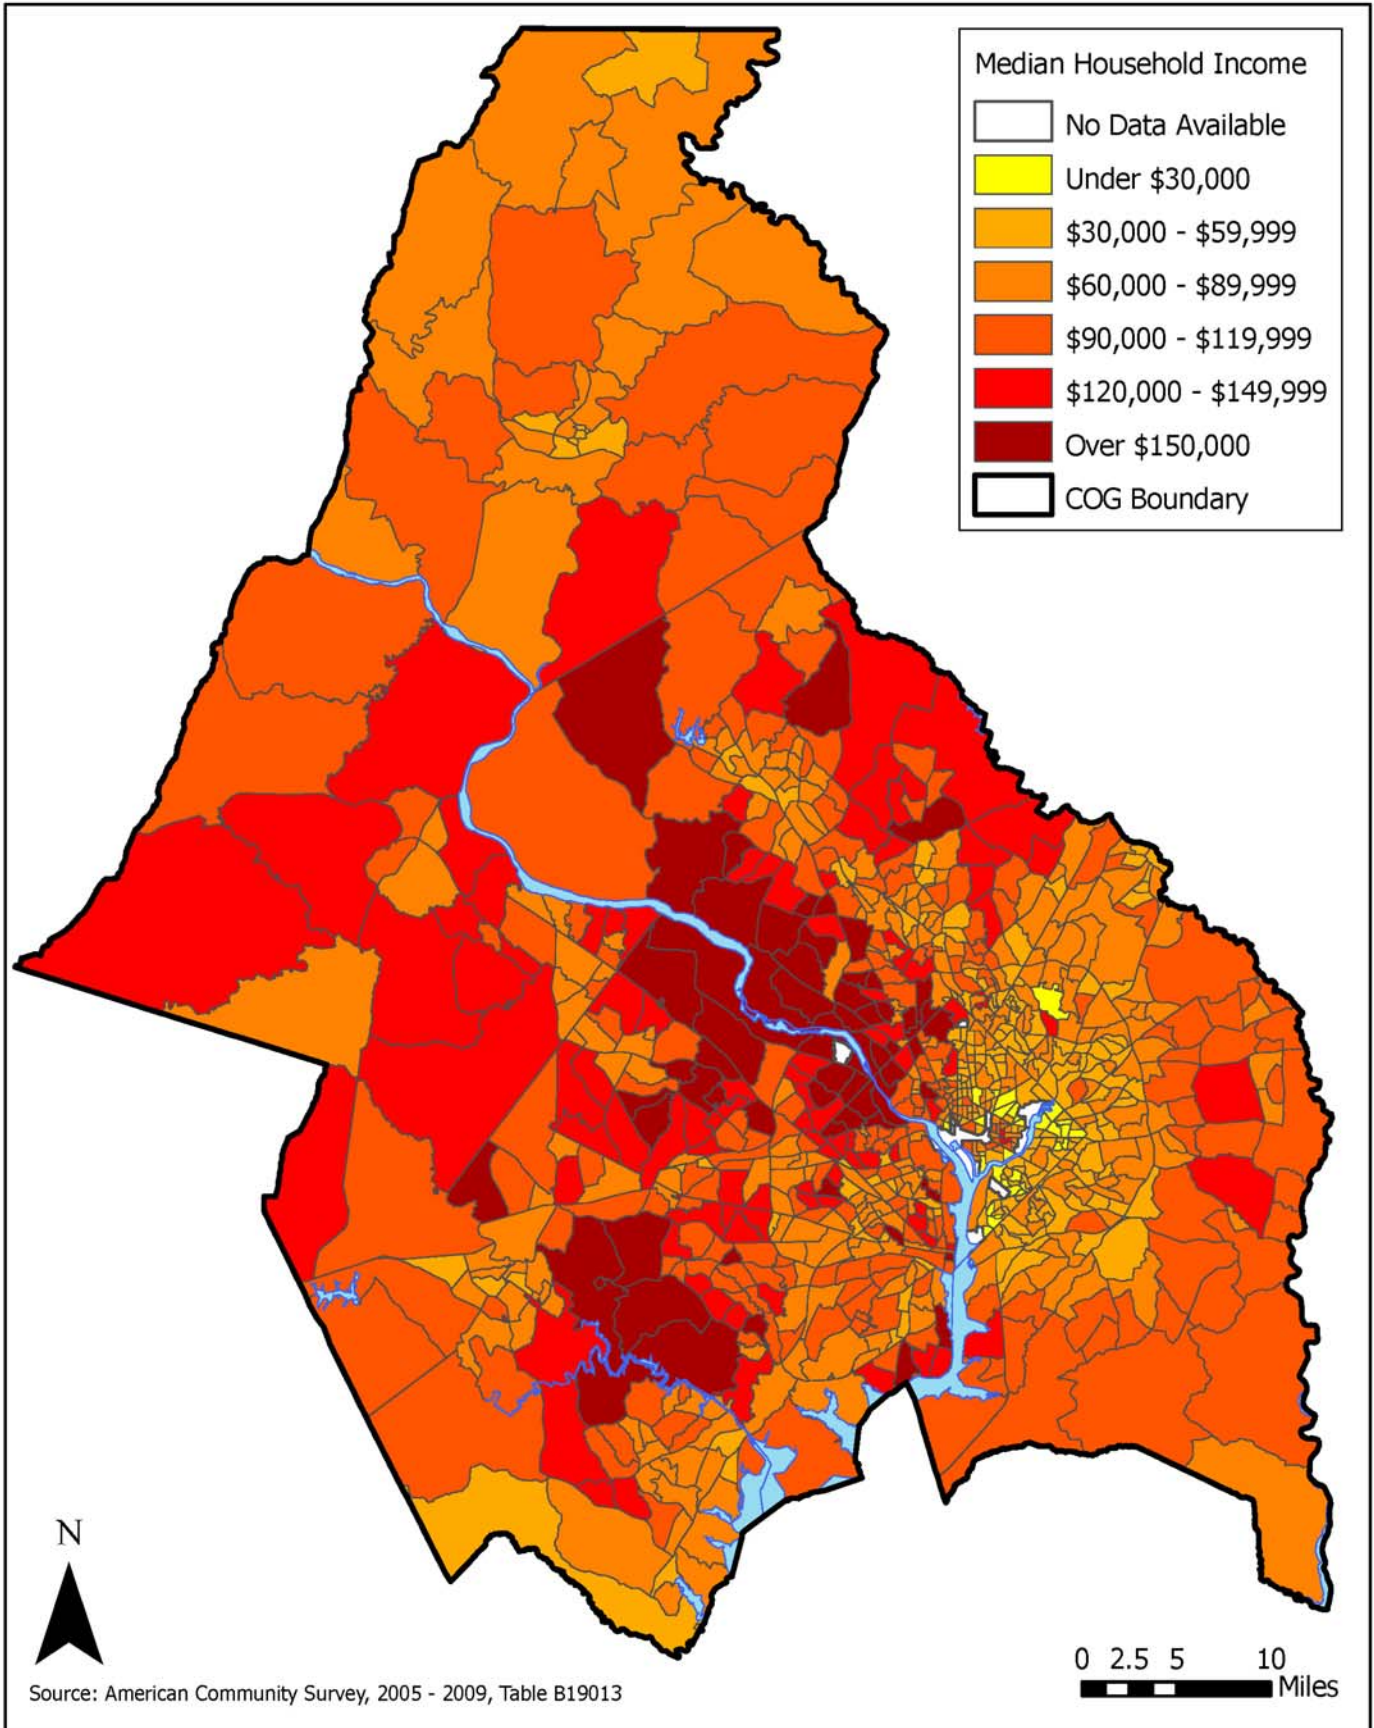 Median Household Income
No Data Available
Under $30,000
$30,000 - $59,999
$60,000 - $89,999
$90,000 - $119,999
$120,000 - $149,999
Over $150,000
COG Boundary
N
0 2.5 5 10
Miles
Source: American Community Survey, 2005 - 2009, Table B19013